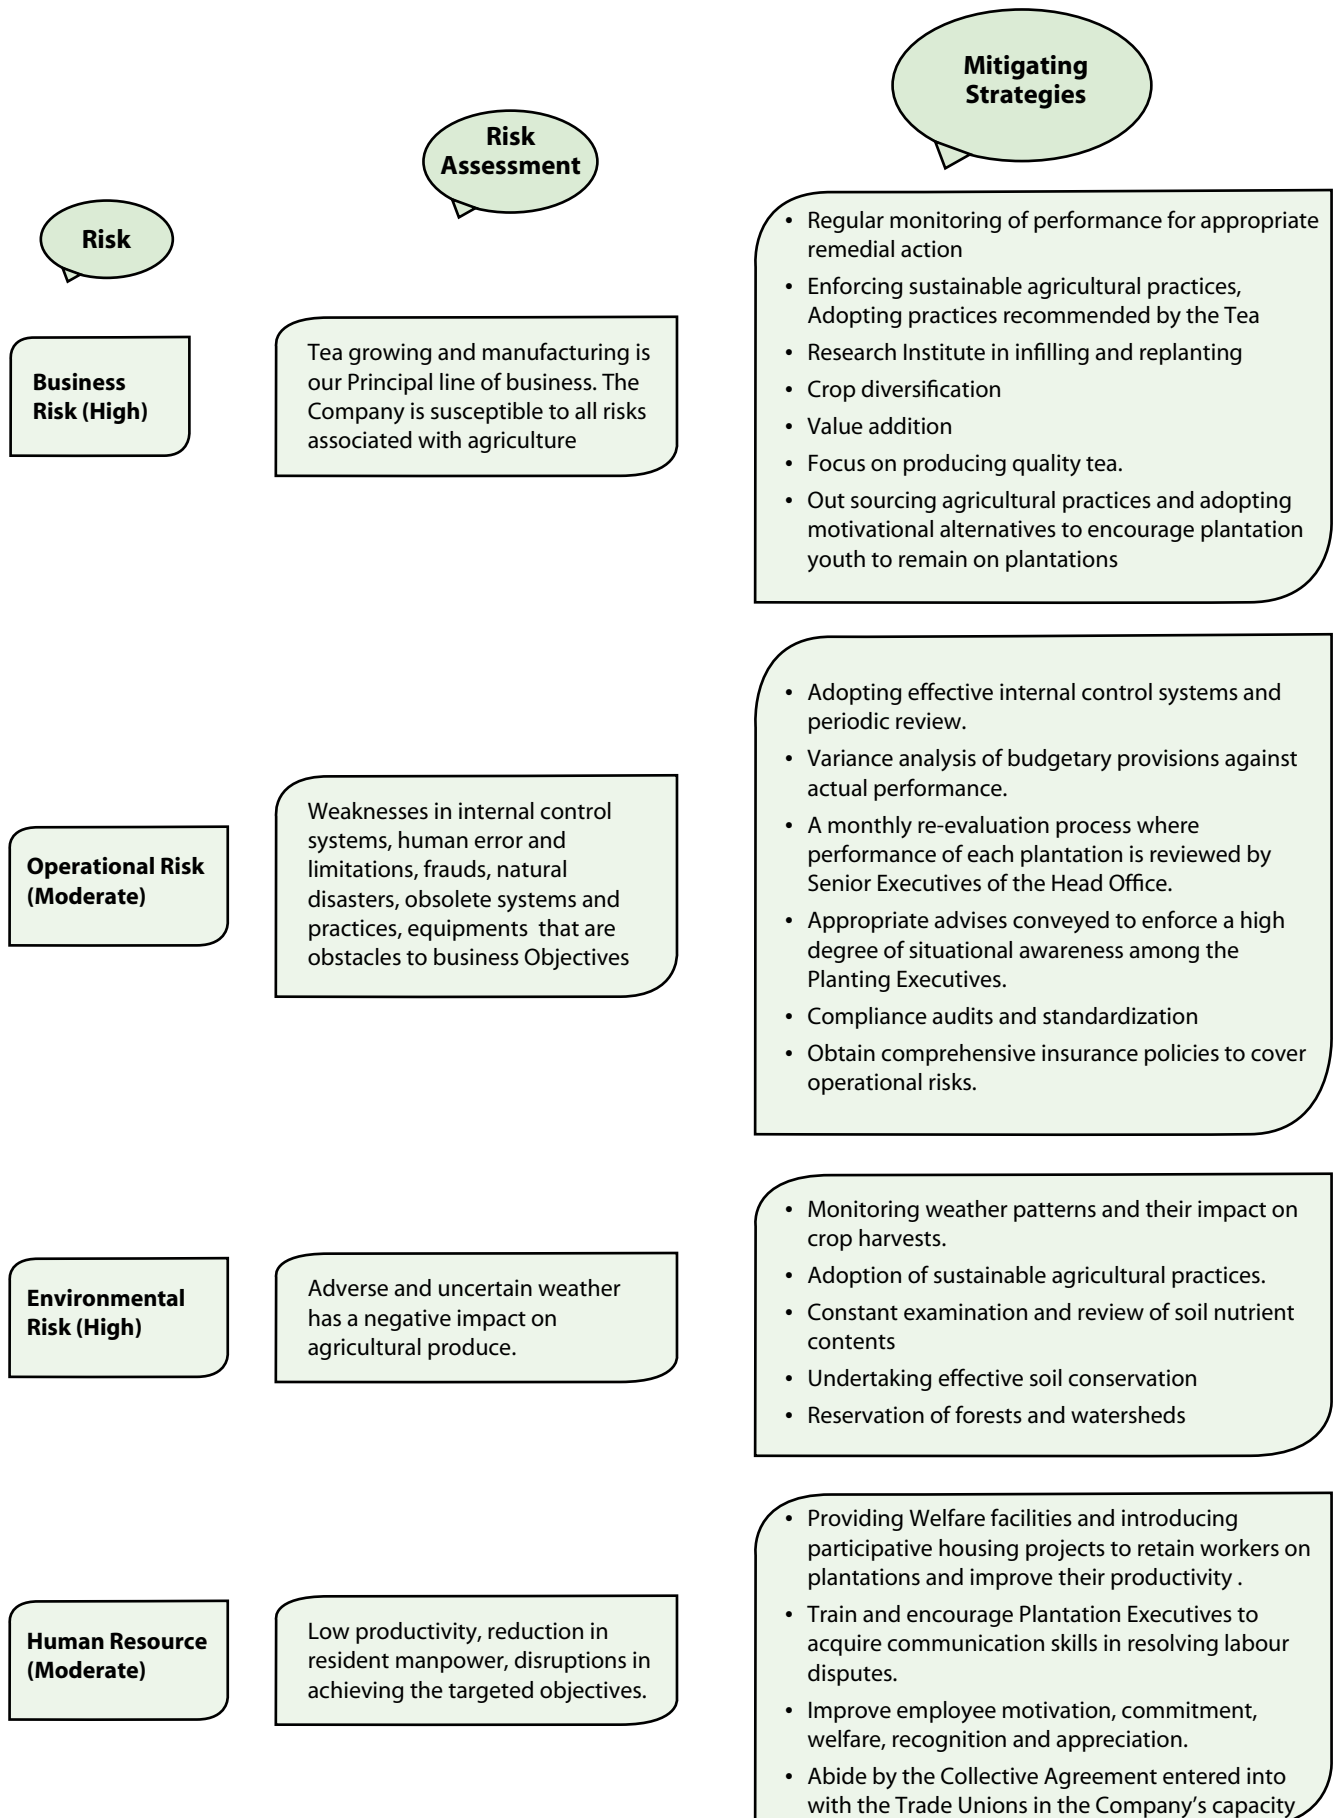 Risk
Risk
Assessment
Mitigating
Strategies
Business
Risk (High)
Tea growing and manufacturing is
our Principal line of business. The
Company is susceptible to all risks
associated with agriculture
• Regular monitoring of performance for appropriate
remedial action
• Enforcing sustainable agricultural practices,
Adopting practices recommended by the Tea
• Research Institute in infilling and replanting
• Crop diversification
• Value addition
• Focus on producing quality tea.
• Out sourcing agricultural practices and adopting
motivational alternatives to encourage plantation
youth to remain on plantations
Operational Risk
(Moderate)
Weaknesses in internal control
systems, human error and
limitations, frauds, natural
disasters, obsolete systems and
practices, equipments that are
obstacles to business Objectives
• Adopting effective internal control systems and
periodic review.
• Variance analysis of budgetary provisions against
actual performance.
• A monthly re-evaluation process where
performance of each plantation is reviewed by
Senior Executives of the Head Office.
• Appropriate advises conveyed to enforce a high
degree of situational awareness among the
Planting Executives.
• Compliance audits and standardization
• Obtain comprehensive insurance policies to cover
operational risks.
Environmental
Risk (High)
Adverse and uncertain weather
has a negative impact on
agricultural produce.
• Monitoring weather patterns and their impact on
crop harvests.
• Adoption of sustainable agricultural practices.
• Constant examination and review of soil nutrient
contents
• Undertaking effective soil conservation
• Reservation of forests and watersheds
Human Resource
(Moderate)
Low productivity, reduction in
resident manpower, disruptions in
achieving the targeted objectives.
• Providing Welfare facilities and introducing
participative housing projects to retain workers on
plantations and improve their productivity .
• Train and encourage Plantation Executives to
acquire communication skills in resolving labour
disputes.
• Improve employee motivation, commitment,
welfare, recognition and appreciation.
• Abide by the Collective Agreement entered into
with the Trade Unions in the Company's capacity